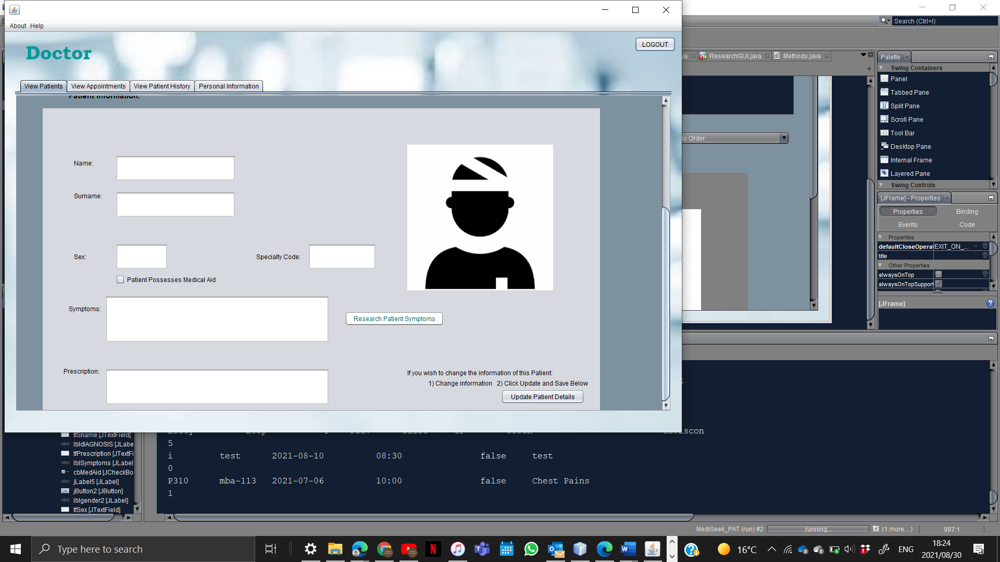 About Help
Search (Ctrl+I)
Doctor
LOGOUT
ResearchGUI.java
Methods.java
Palette
View Patients
View Appointments
View Patient History
Personal Information
Patient Information:
Name:
Surname:
Sex:
Specialty Code:
Patient Possesses Medical Aid
Symptoms:
Research Patient Symptoms
Prescription:
If you wish to change the information of this Patient:
1) Change information 2) Click Update and Save Below
Update Patient Details
Swing Containers
Panel
Tabbed Pane
Split Pane
Scroll Pane
Tool Bar
Desktop Pane
Internal Frame
Layered Pane
Swing Controls
Order
[JFrame] - Properties
Properties
Binding
Events
Code
Properties
defaultCloseOperat EXIT_ON_...
title
Other Properties
alwaysOnTop
alwaysOnTopSupport
[JFrame]
tfSname [JTextField]
lbldIAGNOSIS [JLabe
tfPrescription [JTextFi
lblSymptoms [JLabel
cbMedAid [JCheckBo
jLabel5 [JLabel]
OK jButton2 [JButton]
lblgender2 [JLabel]
tfSex [JTextField]
5
i test 2021-08-10 08:30 false test
0
P310 mba-113 2021-07-06 10:00 false Chest Pains
1
MediSeek_PAT (run) #2
running...
(1 more...)
997:1
Type here to search
16°C
ENG
18:24
2021/08/30